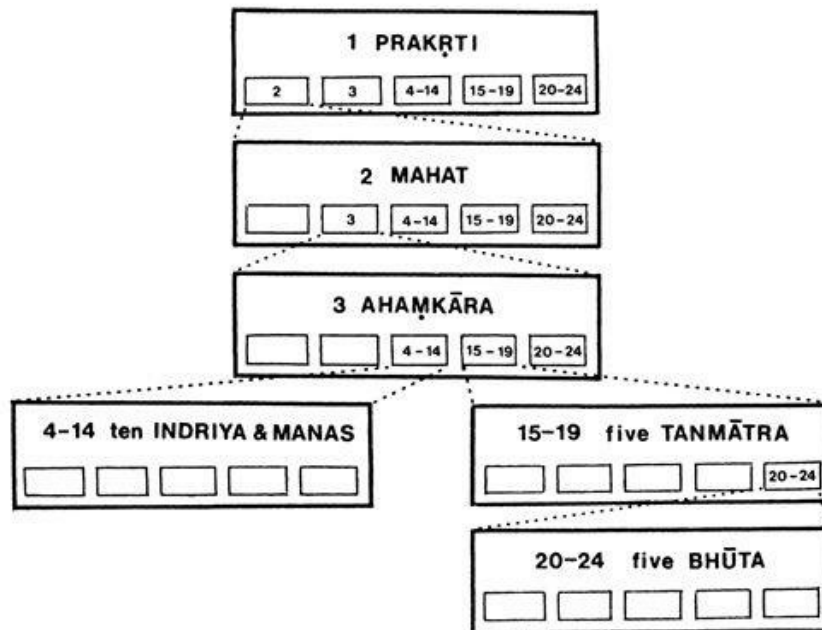 1 PRAKṚTI
2 3 4-14 15-19 20-24
2 MAHAT
3 4-14 15-19 20-24
3 AHAṂKĀRA
4-14 15-19 20-24
4-14 ten INDRIYA & MANAS
15-19 five TANMĀTRA
20-24
20-24 five BHŪTA